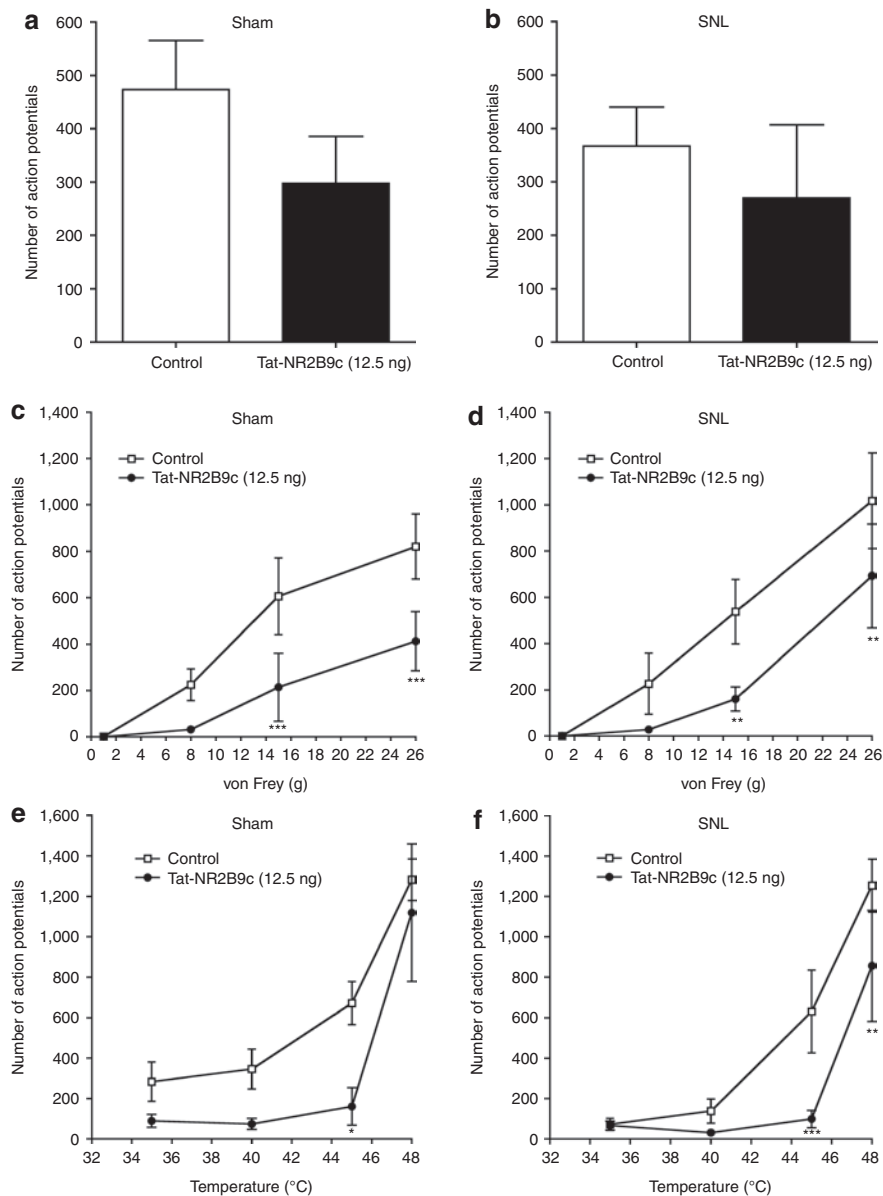 a
Sham
600
500
400
300
200
100
0
Number of action potentials
Control
Tat-NR2B9c (12.5 ng)
b
SNL
600
500
400
300
200
100
0
Number of action potentials
Control
Tat-NR2B9c (12.5 ng)
c
Sham
1,400
1,200
1,000
800
600
400
200
0
Number of action potentials
Control
Tat-NR2B9c (12.5 ng)
***
***
0 2 4 6 8 10 12 14 16 18 20 22 24 26
von Frey (g)
d
SNL
1,400
1,200
1,000
800
600
400
200
0
Number of action potentials
Control
Tat-NR2B9c (12.5 ng)
**
**
0 2 4 6 8 10 12 14 16 18 20 22 24 26
von Frey (g)
e
Sham
1,600
1,400
1,200
1,000
800
600
400
200
0
Number of action potentials
Control
Tat-NR2B9c (12.5 ng)
*
32 34 36 38 40 42 44 46 48
Temperature (°C)
f
SNL
1,600
1,400
1,200
1,000
800
600
400
200
0
Number of action potentials
Control
Tat-NR2B9c (12.5 ng)
**
***
32 34 36 38 40 42 44 46 48
Temperature (°C)